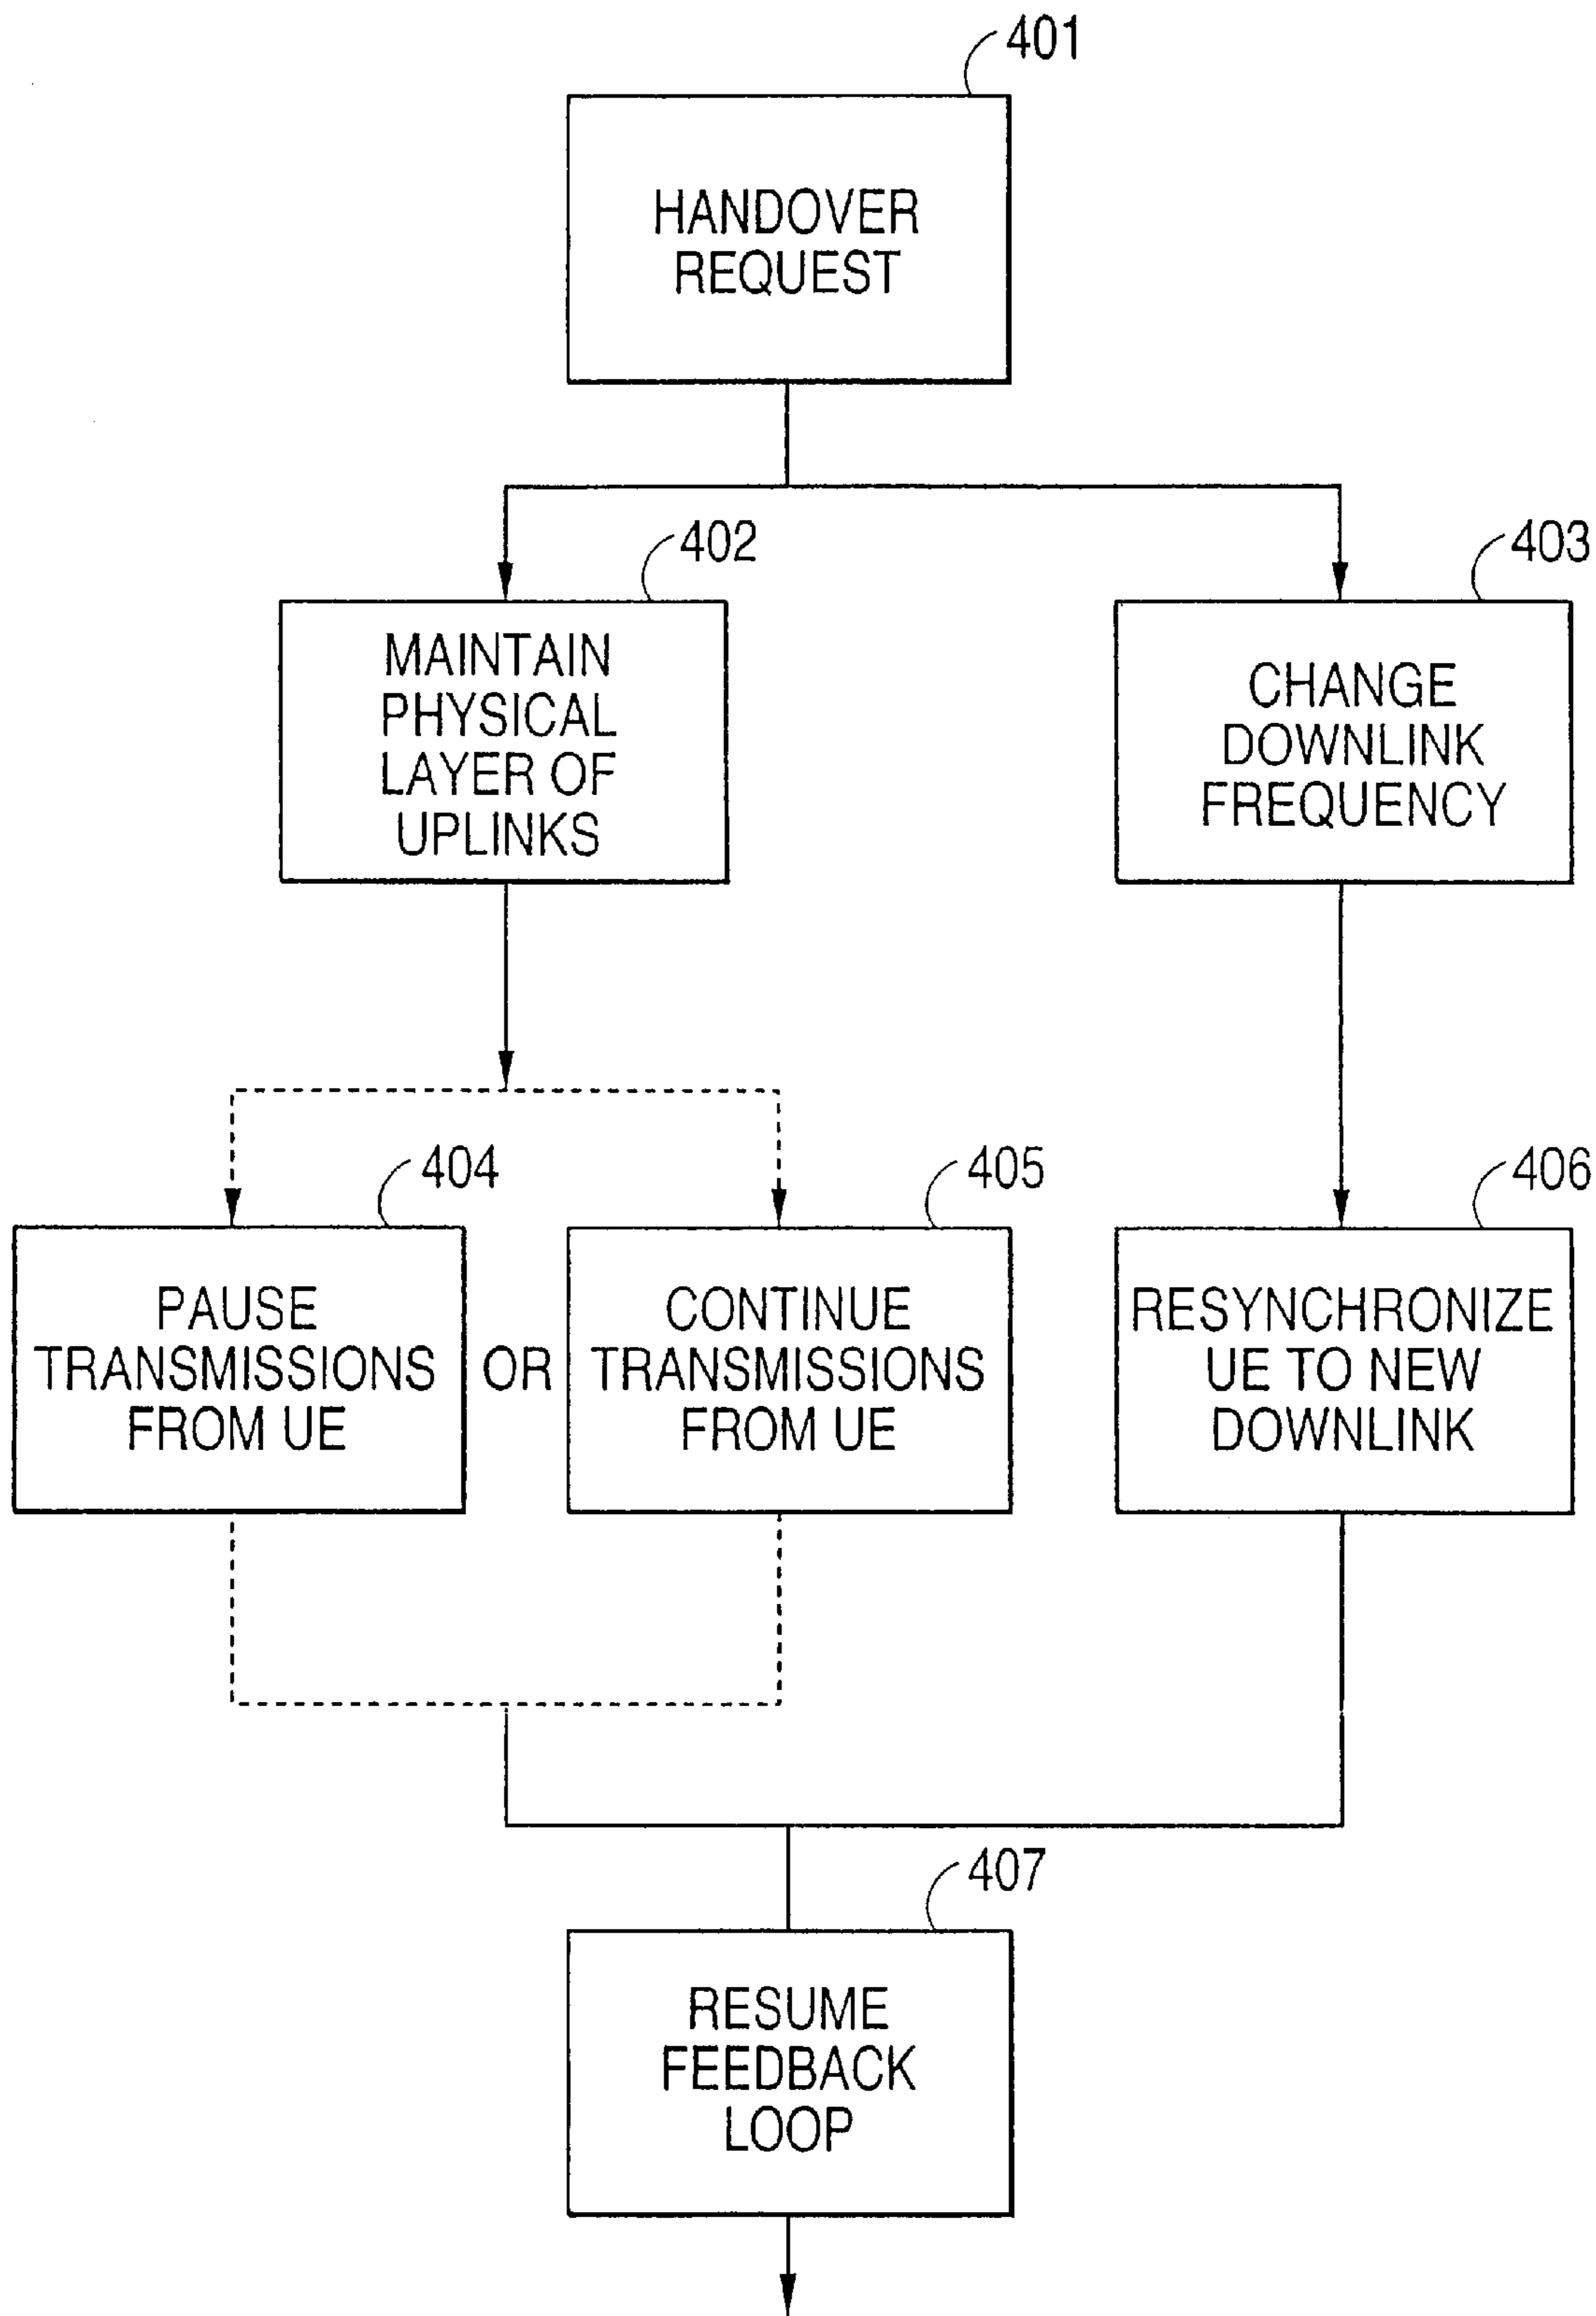 401
HANDOVER
REQUEST
402
MAINTAIN
PHYSICAL
LAYER OF
UPLINKS
403
CHANGE
DOWNLINK
FREQUENCY
404
PAUSE
TRANSMISSIONS
FROM UE
OR
405
CONTINUE
TRANSMISSIONS
FROM UE
406
RESYNCHRONIZE
UE TO NEW
DOWNLINK
407
RESUME
FEEDBACK
LOOP